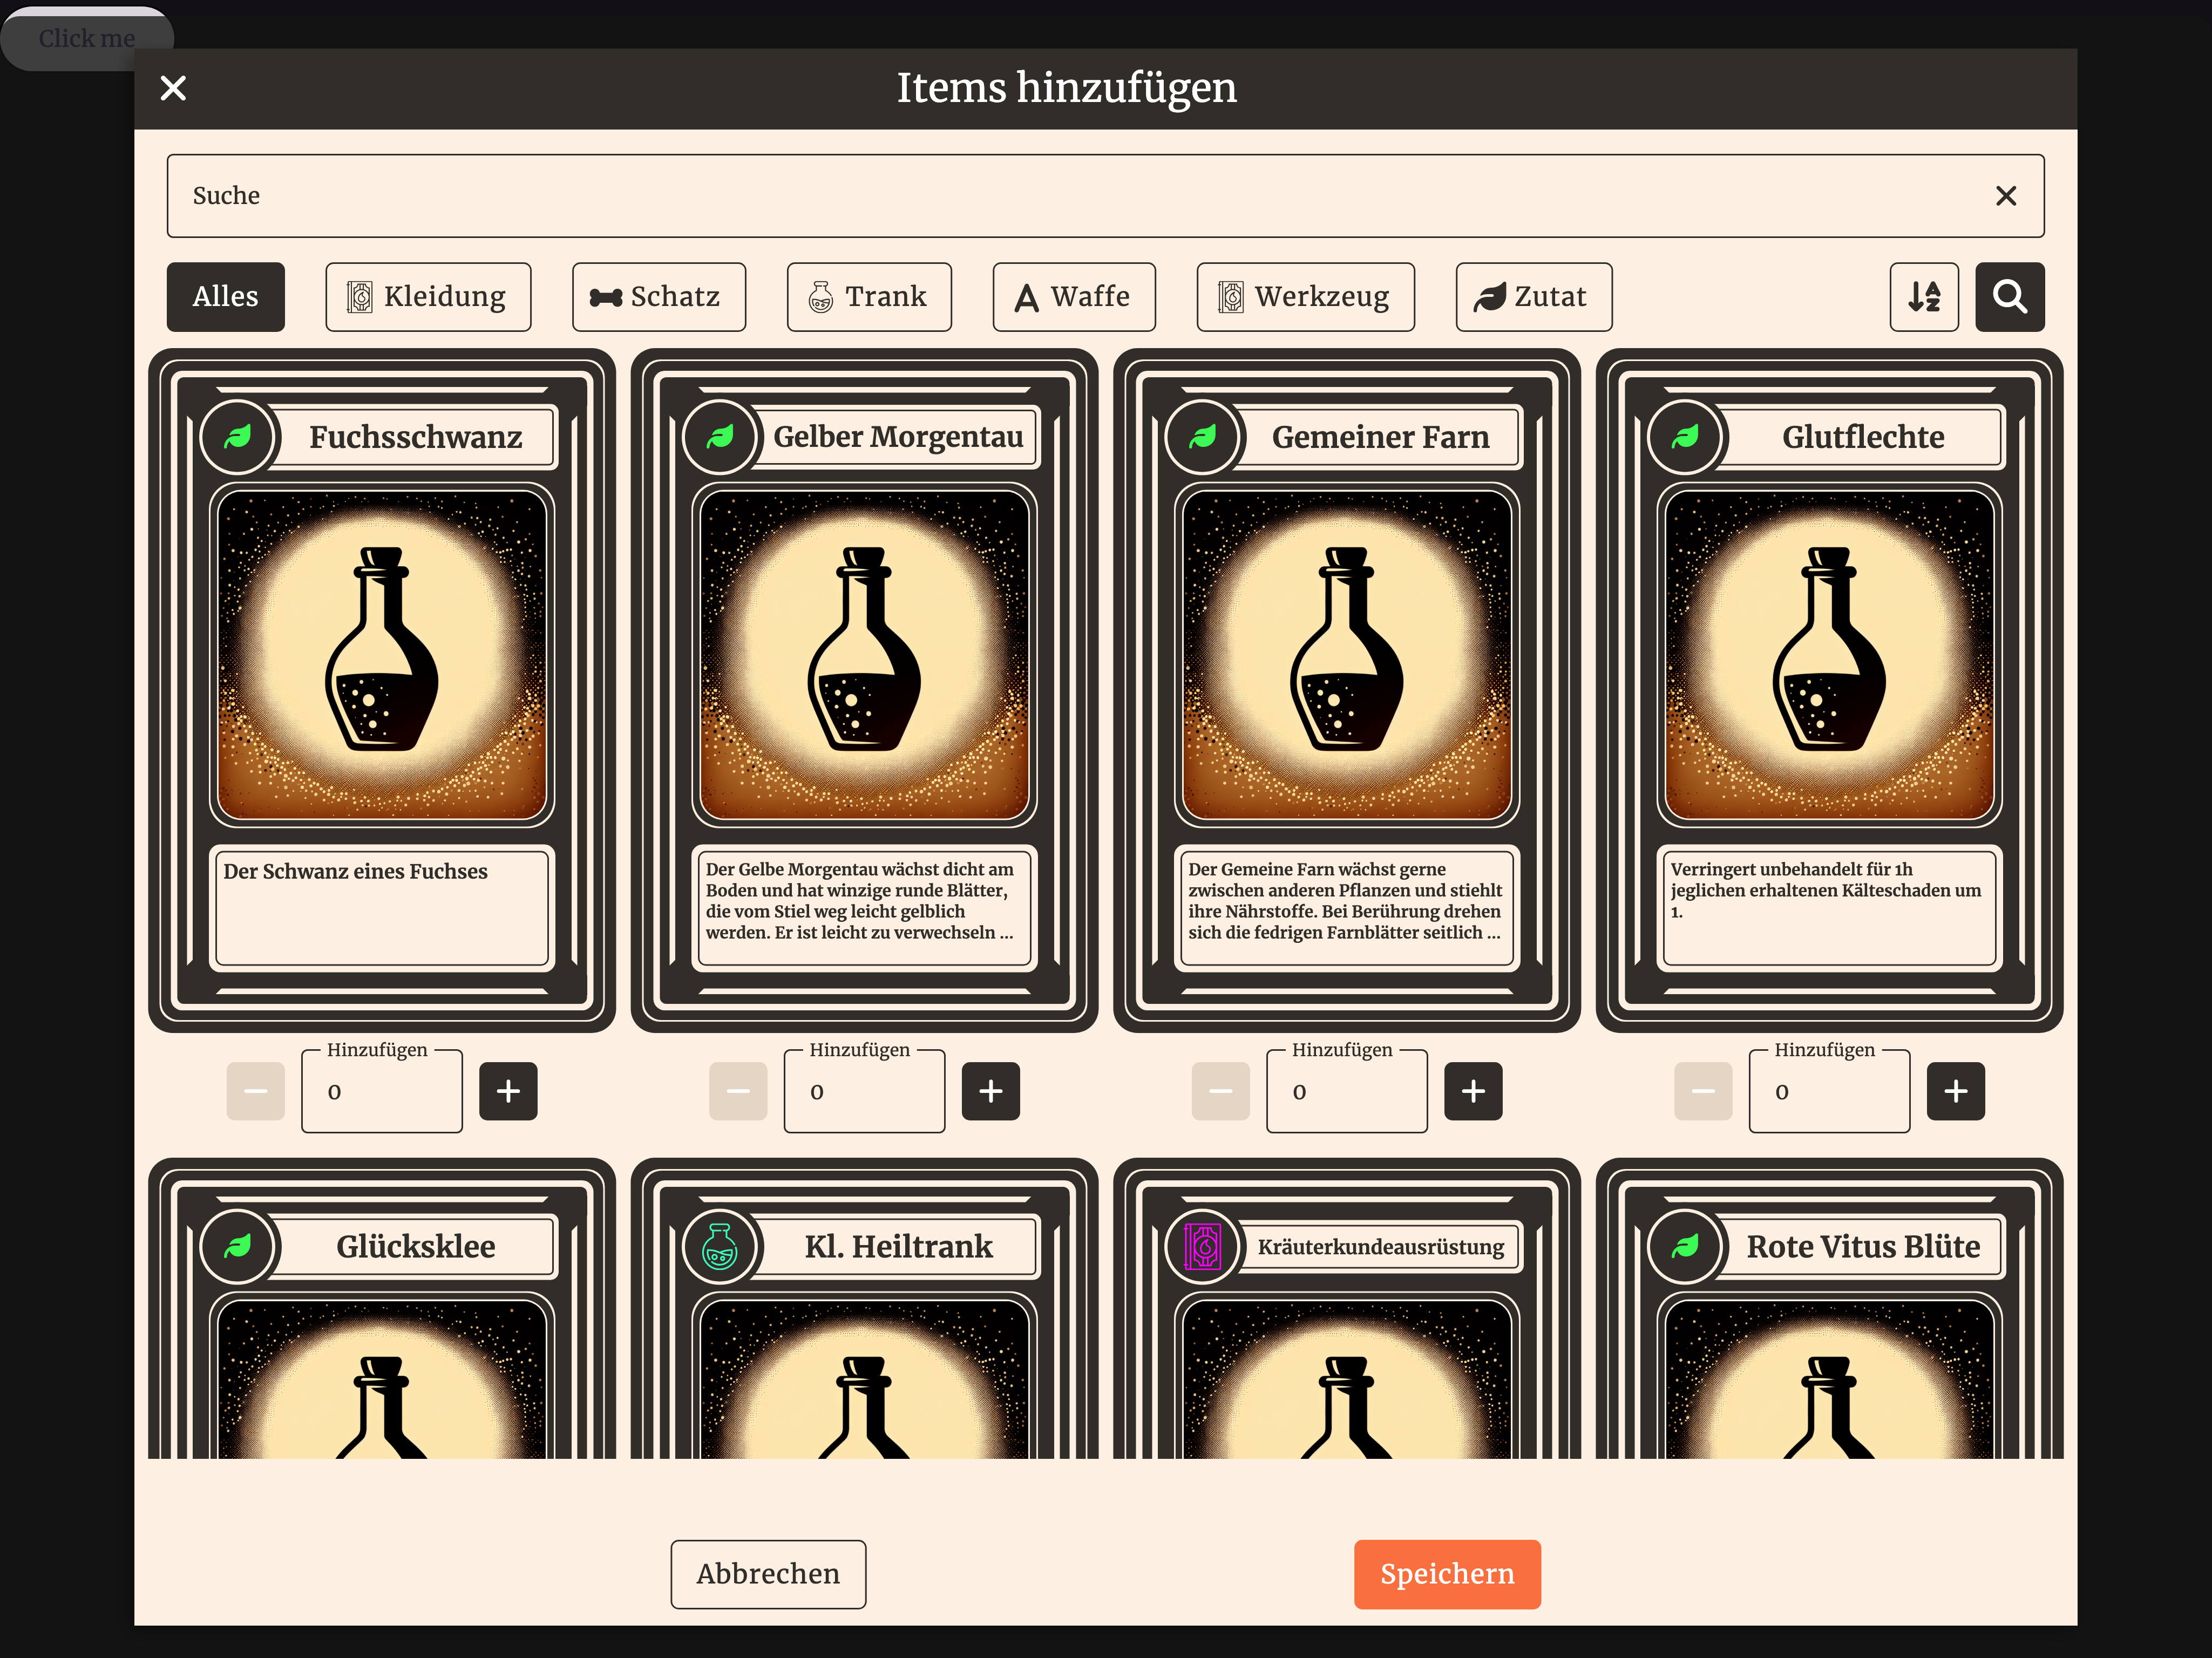 Click me
Items hinzufügen
Suche
Alles
Kleidung
Schatz
Trank
Waffe
Werkzeug
Zutat
Fuchsschwanz
Der Schwanz eines Fuchses
Gelber Morgentau
Der Gelbe Morgentau wächst dicht am
Boden und hat winzige runde Blätter,
die vom Stiel weg leicht gelblich
werden. Er ist leicht zu verwechseln ...
Gemeiner Farn
Der Gemeine Farn wächst gerne
zwischen anderen Pflanzen und stiehlt
ihre Nährstoffe. Bei Berührung drehen
sich die fedrigen Farnblätter seitlich ...
Glutflechte
Verringert unbehandelt für 1h
jeglichen erhaltenen Kälteschaden um
1.
Hinzufügen
0
Hinzufügen
0
Hinzufügen
0
Hinzufügen
0
Glücksklee
Kl. Heiltrank
Kräuterkundeausrüstung
Rote Vitus Blüte
Abbrechen
Speichern